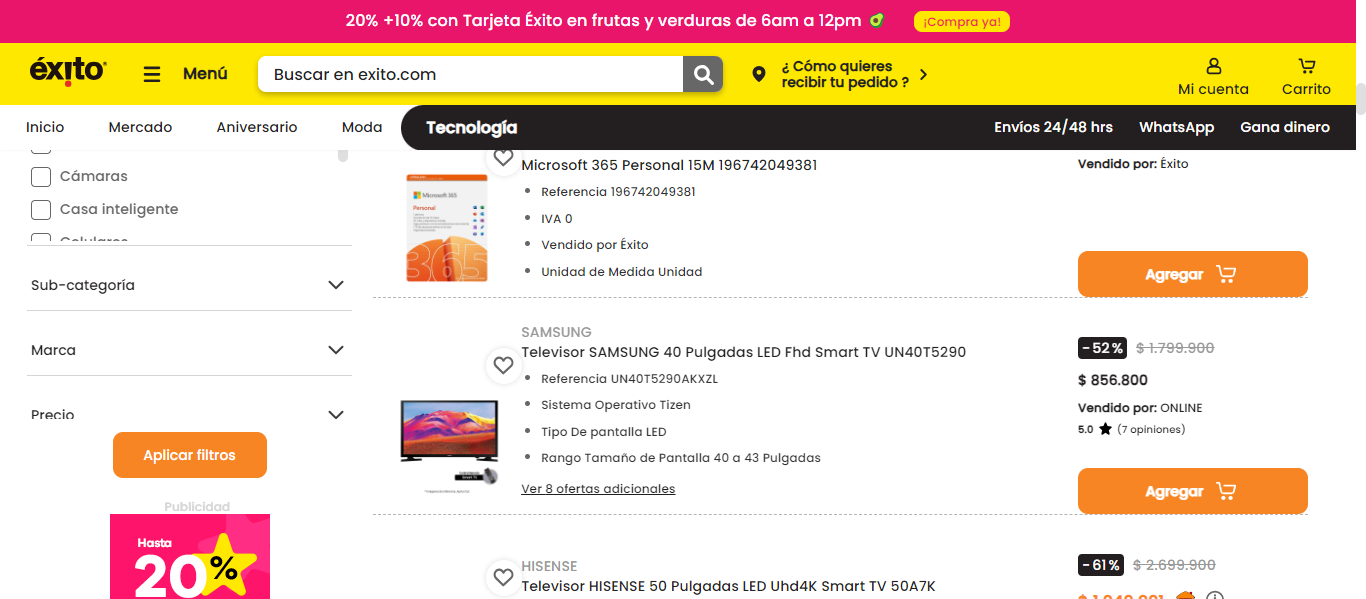 20% +10% con Tarjeta Éxito en frutas y verduras de 6am a 12pm
¡Compra ya!
éxito
Menú
Buscar en exito.com
¿ Cómo quieres
recibir tu pedido ?
Mi cuenta
Carrito
Inicio
Mercado
Aniversario
Moda
Tecnología
Envíos 24/48 hrs
WhatsApp
Gana dinero
Cámaras
Casa inteligente
Celulares
Sub-categoría
Marca
Precio
Aplicar filtros
Publicidad
Hasta
20%
Microsoft 365
Personal
365
Microsoft 365 Personal 15M 196742049381
Referencia 196742049381
IVA 0
Vendido por Éxito
Unidad de Medida Unidad
Vendido por: Éxito
Agregar
SAMSUNG
Televisor SAMSUNG 40 Pulgadas LED Fhd Smart TV UN40T5290
Referencia UN40T5290AKXZL
Sistema Operativo Tizen
Tipo De pantalla LED
Rango Tamaño de Pantalla 40 a 43 Pulgadas
Ver 8 ofertas adicionales
-52% $ 1.799.900
$ 856.800
Vendido por: ONLINE
5.0 (7 opiniones)
Agregar
HISENSE
Televisor HISENSE 50 Pulgadas LED Uhd4K Smart TV 50A7K
-61% $ 2.699.900